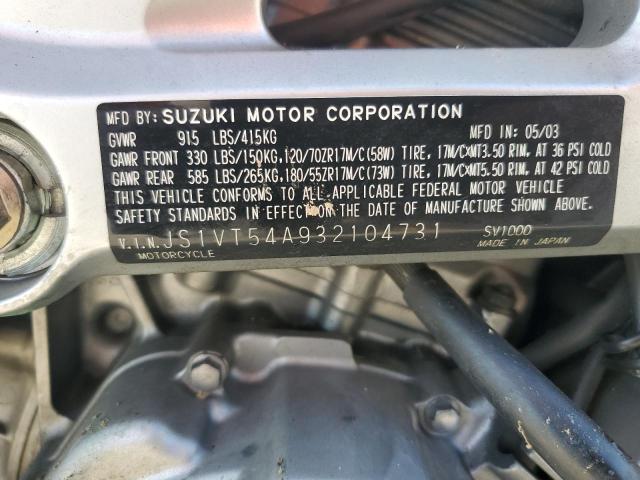 MFD BY: SUZUKI MOTOR CORPORATION
GVWR 915 LBS/415KG MFD IN: 05/03
GAWR FRONT 330 LBS/150KG,120/70ZR17M/C(58W) TIRE, 17M/C×MT3.50 RIM, AT 36 PSI COLD
GAWR REAR 585 LBS/265KG,180/55ZR17M/C(73W) TIRE, 17M/C×MT5.50 RIM, AT 42 PSI COLD
THIS VEHICLE CONFORMS TO ALL APPLICABLE FEDERAL MOTOR VEHICLE
SAFETY STANDARDS IN EFFECT ON THE DATE OF MANUFACTURE SHOWN ABOVE.
V.I.N. JS1VT54A932104731 SV1000
MOTORCYCLE MADE IN JAPAN